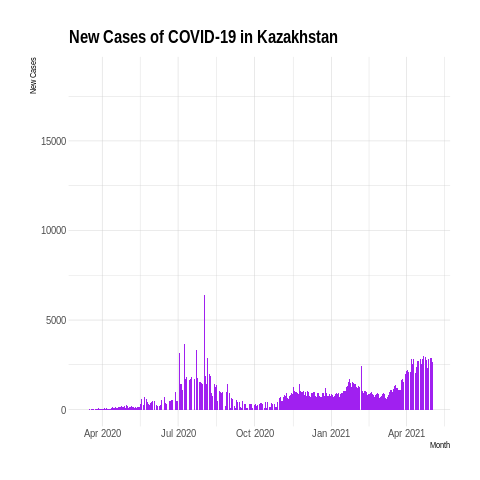 New Cases of COVID-19 in Kazakhstan
New Cases
15000
10000
5000
0
Apr 2020
Jul 2020
Oct 2020
Jan 2021
Apr 2021
Month